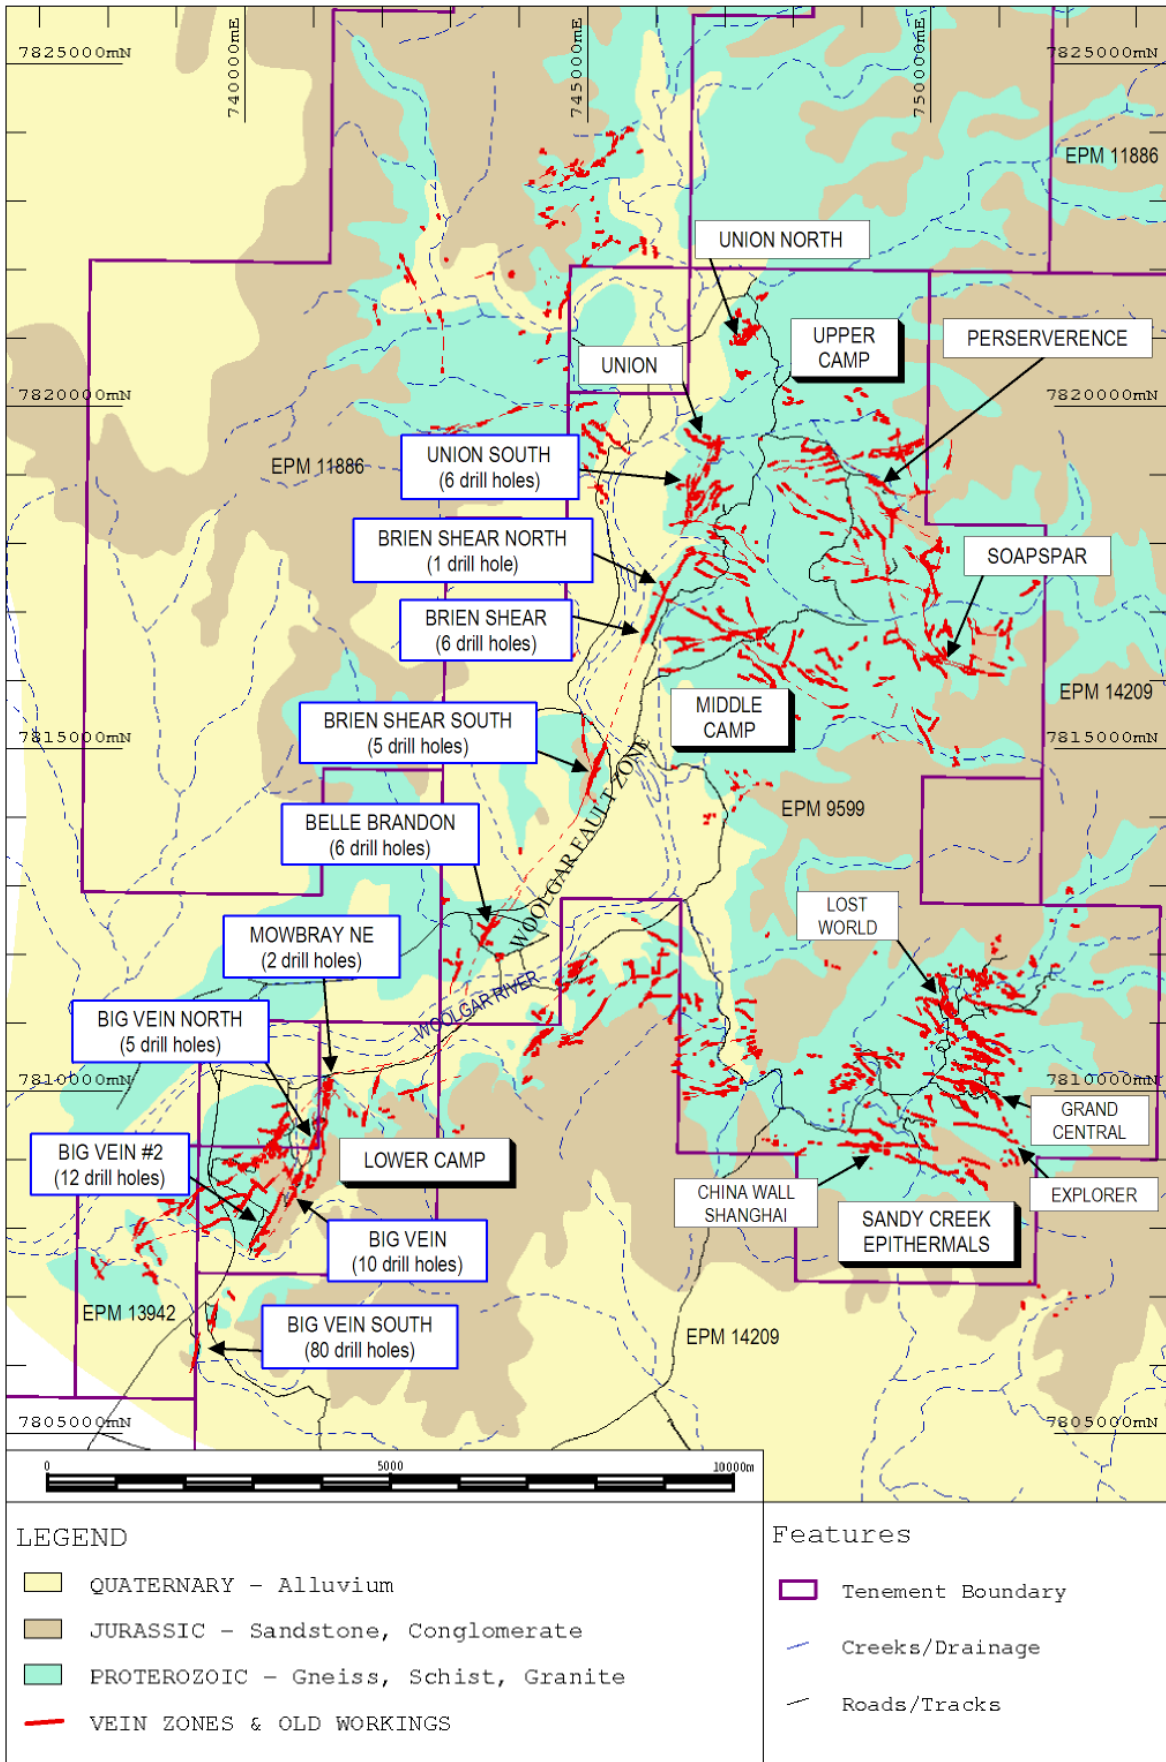 740000mE
745000mE
750000mE
7825000mN
7825000mN
EPM 11886
UNION NORTH
UPPER
CAMP
PERSERVERENCE
UNION
7820000mN
7820000mN
EPM 11886
UNION SOUTH
(6 drill holes)
BRIEN SHEAR NORTH
(1 drill hole)
SOAPSPAR
BRIEN SHEAR
(6 drill holes)
EPM 14209
MIDDLE
CAMP
BRIEN SHEAR SOUTH
(5 drill holes)
7815000mN
7815000mN
WOOLGAR FAULT ZONE
EPM 9599
BELLE BRANDON
(6 drill holes)
LOST
WORLD
MOWBRAY NE
(2 drill holes)
WOOLGAR RIVER
BIG VEIN NORTH
(5 drill holes)
7810000mN
7810000mN
GRAND
CENTRAL
BIG VEIN #2
(12 drill holes)
LOWER CAMP
CHINA WALL
SHANGHAI
EXPLORER
SANDY CREEK
EPITHERMALS
BIG VEIN
(10 drill holes)
EPM 13942
BIG VEIN SOUTH
(80 drill holes)
EPM 14209
7805000mN
7805000mN
0 5000 10000m
LEGEND
QUATERNARY - Alluvium
JURASSIC - Sandstone, Conglomerate
PROTEROZOIC - Gneiss, Schist, Granite
VEIN ZONES & OLD WORKINGS
Features
Tenement Boundary
Creeks/Drainage
Roads/Tracks